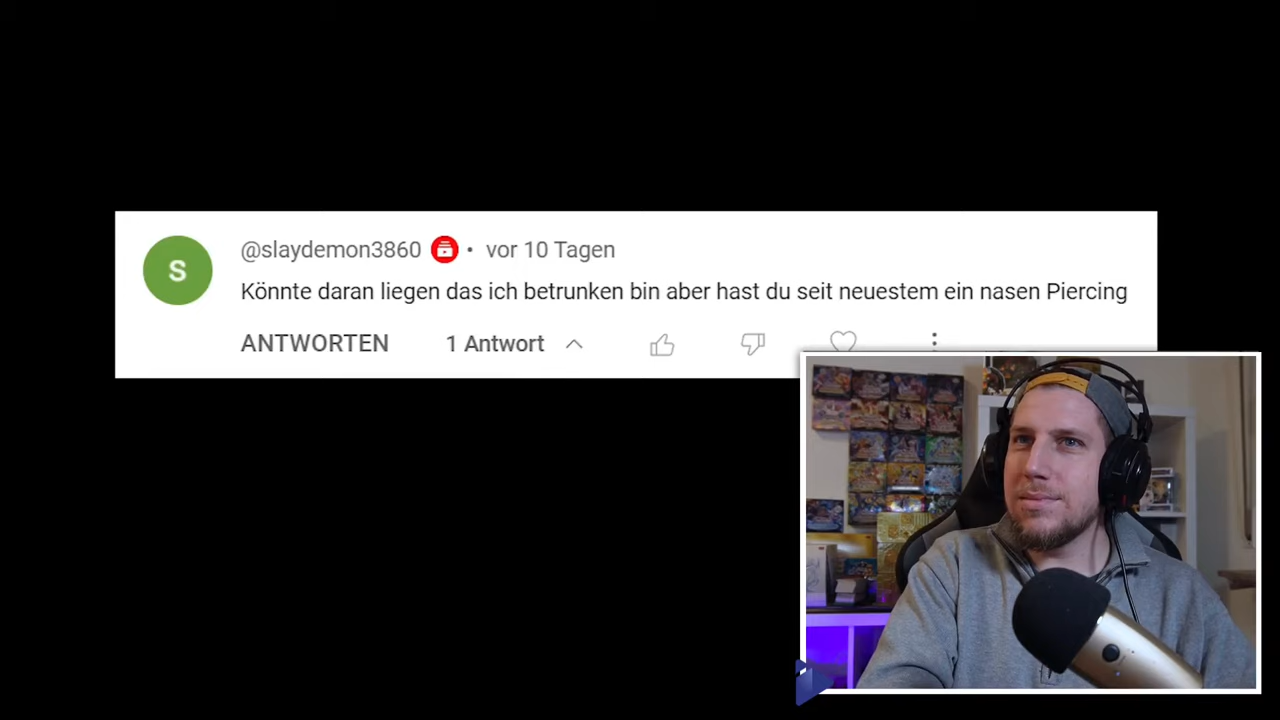 S
@slaydemon3860 • vor 10 Tagen
Könnte daran liegen das ich betrunken bin aber hast du seit neuestem ein nasen Piercing
ANTWORTEN 1 Antwort